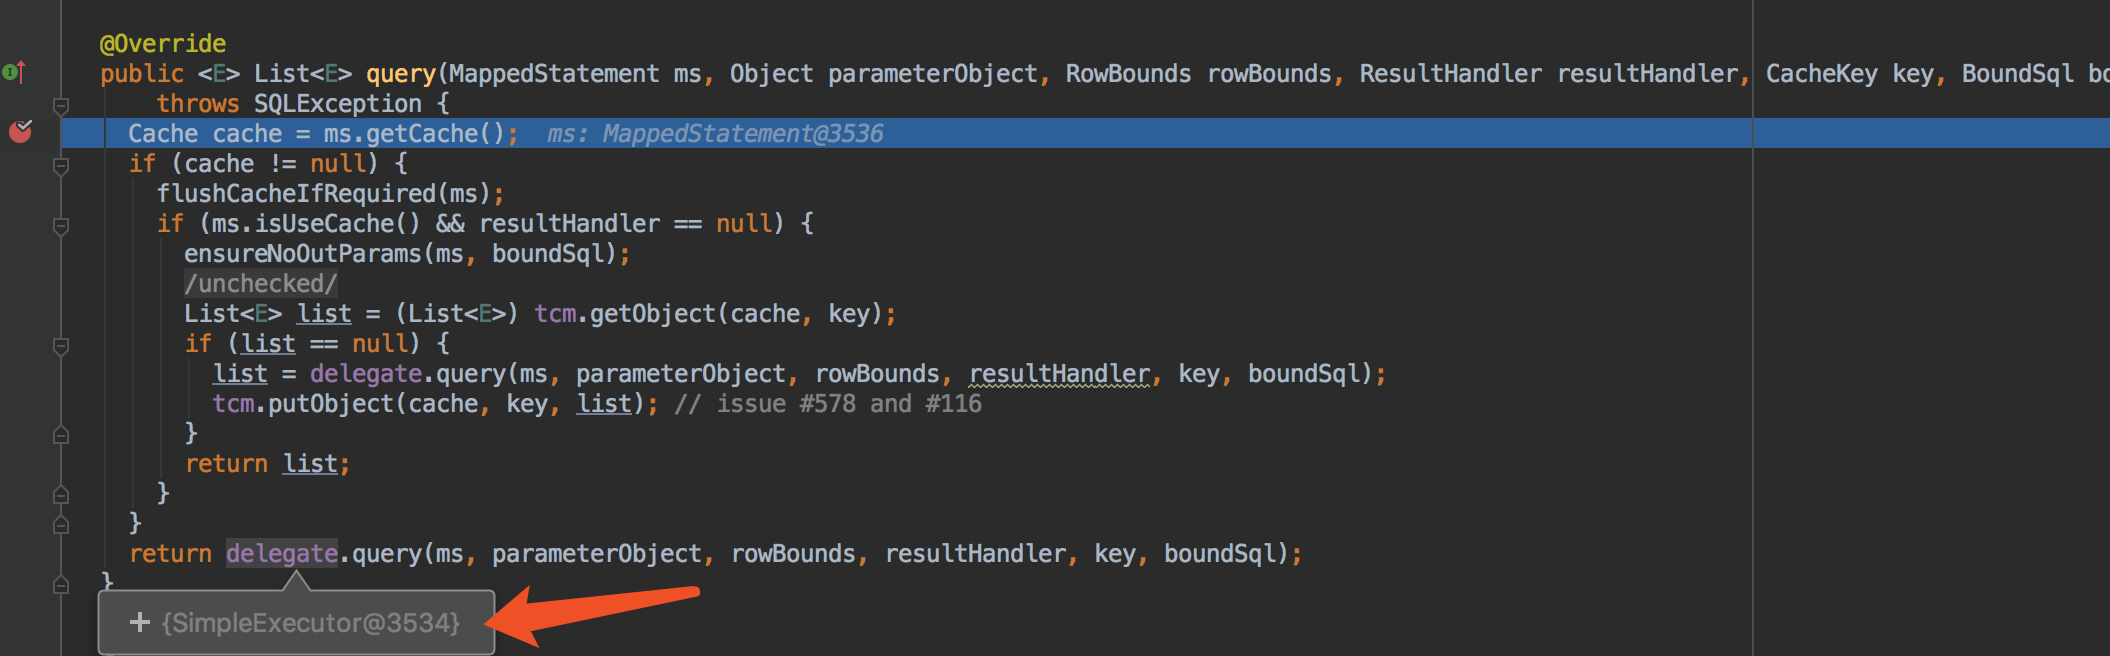 @Override
public <E> List<E> query(MappedStatement ms, Object parameterObject, RowBounds rowBounds, ResultHandler resultHandler, CacheKey key, BoundSql bo
throws SQLException {
Cache cache = ms.getCache(); ms: MappedStatement@3536
if (cache != null) {
flushCacheIfRequired(ms);
if (ms.isUseCache() && resultHandler == null) {
ensureNoOutParams(ms, boundSql);
/unchecked/
List<E> list = (List<E>) tcm.getObject(cache, key);
if (list == null) {
list = delegate.query(ms, parameterObject, rowBounds, resultHandler, key, boundSql);
tcm.putObject(cache, key, list); // issue #578 and #116
}
return list;
}
}
return delegate.query(ms, parameterObject, rowBounds, resultHandler, key, boundSql);
}
+ {SimpleExecutor@3534}